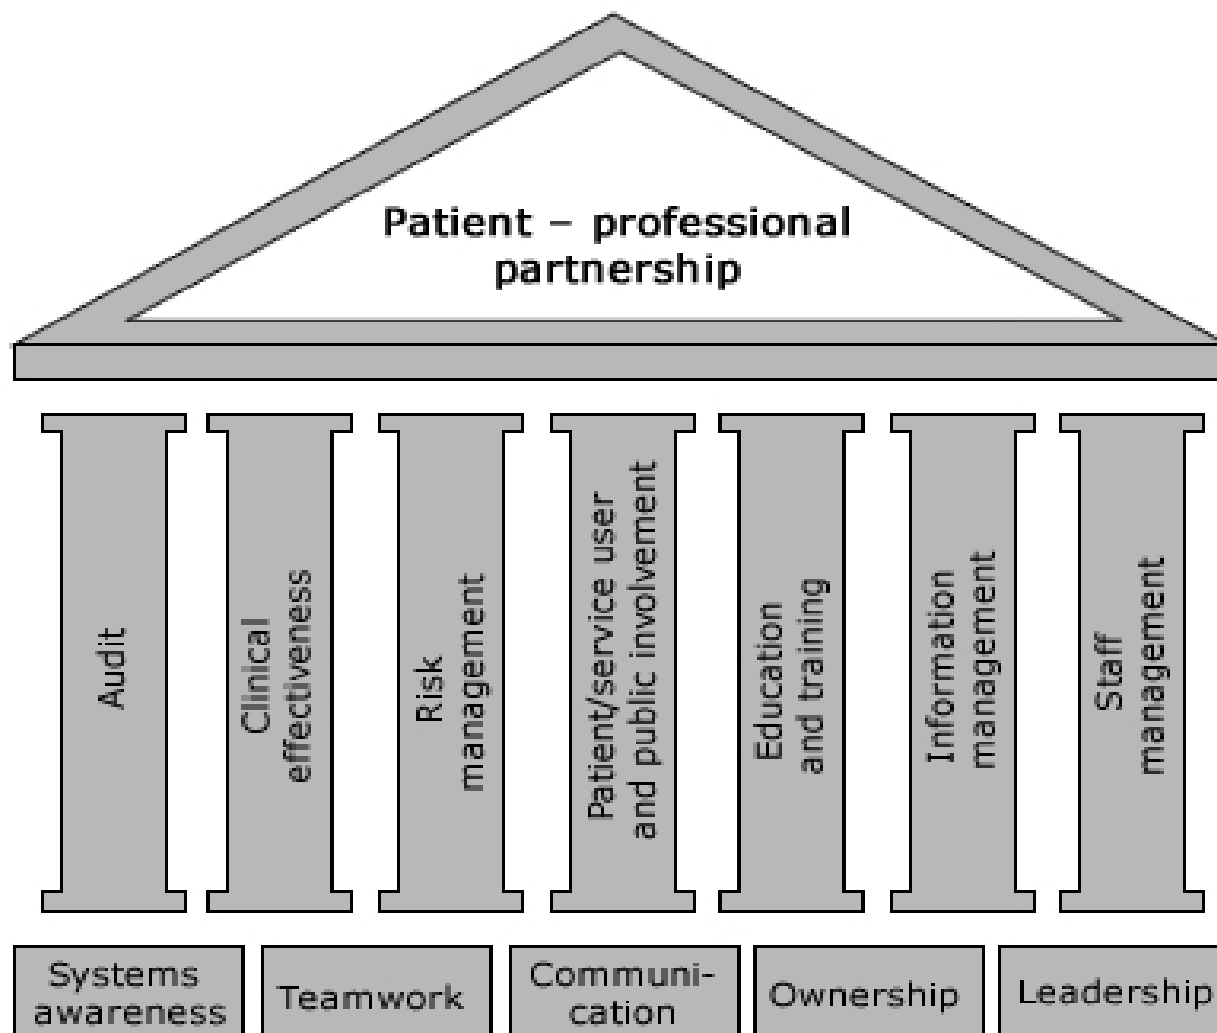 Patient – professional
partnership
Audit
Clinical
effectiveness
Risk
management
Patient/service user
and public involvement
Education
and training
Information
management
Staff
management
Systems
awareness
Teamwork
Communi-
cation
Ownership
Leadership